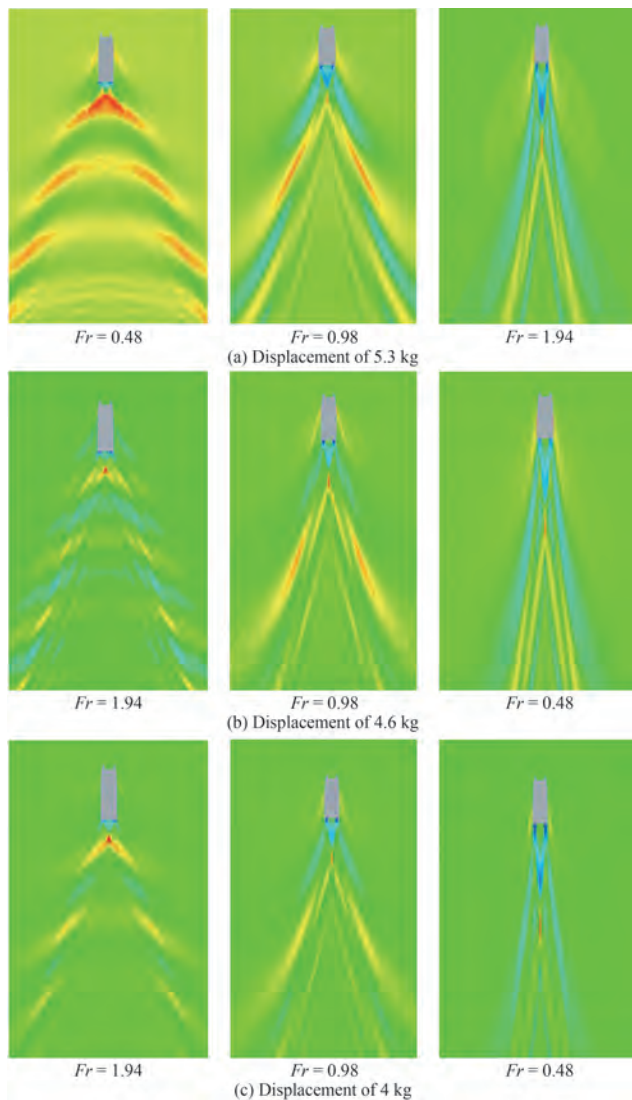 Fr = 0.48 Fr = 0.98 Fr = 1.94
(a) Displacement of 5.3 kg
Fr = 1.94 Fr = 0.98 Fr = 0.48
(b) Displacement of 4.6 kg
Fr = 1.94 Fr = 0.98 Fr = 0.48
(c) Displacement of 4 kg